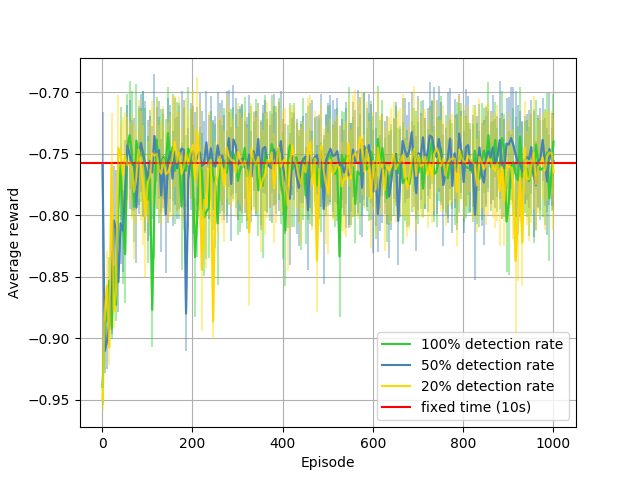 −0.70
−0.75
−0.80
−0.85
−0.90
−0.95
Average reward
0
200
400
600
800
1000
Episode
100% detection rate
50% detection rate
20% detection rate
fixed time (10s)